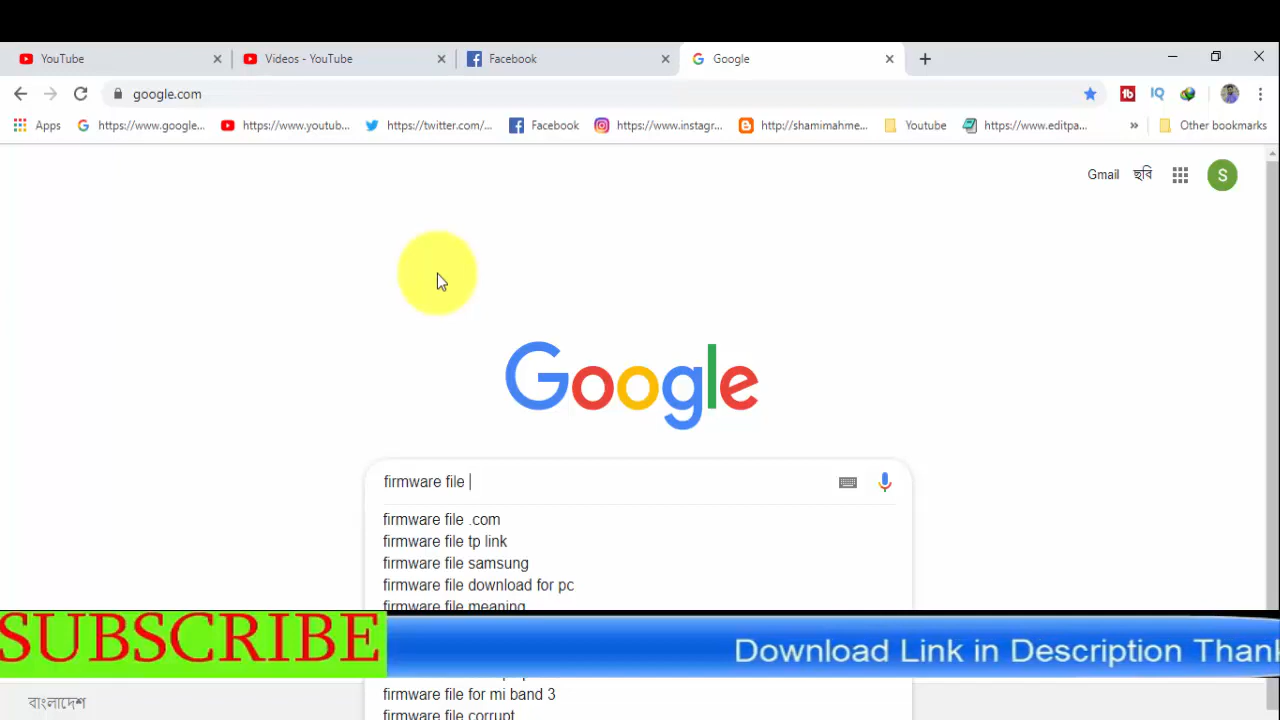 YouTube
Videos - YouTube
Facebook
Google
google.com
Apps
https://www.google...
https://www.youtub...
https://twitter.com/...
Facebook
https://www.instagr...
http://shamimahme...
Youtube
https://www.editpa...
»
Other bookmarks
Gmail
ছবি
S
Google
firmware file
firmware file .com
firmware file tp link
firmware file samsung
firmware file download for pc
firmware file meaning
SUBSCRIBE
Download Link in Description Thank
firmware file for mi band 3
firmware file corrupt
বাংলাদেশ